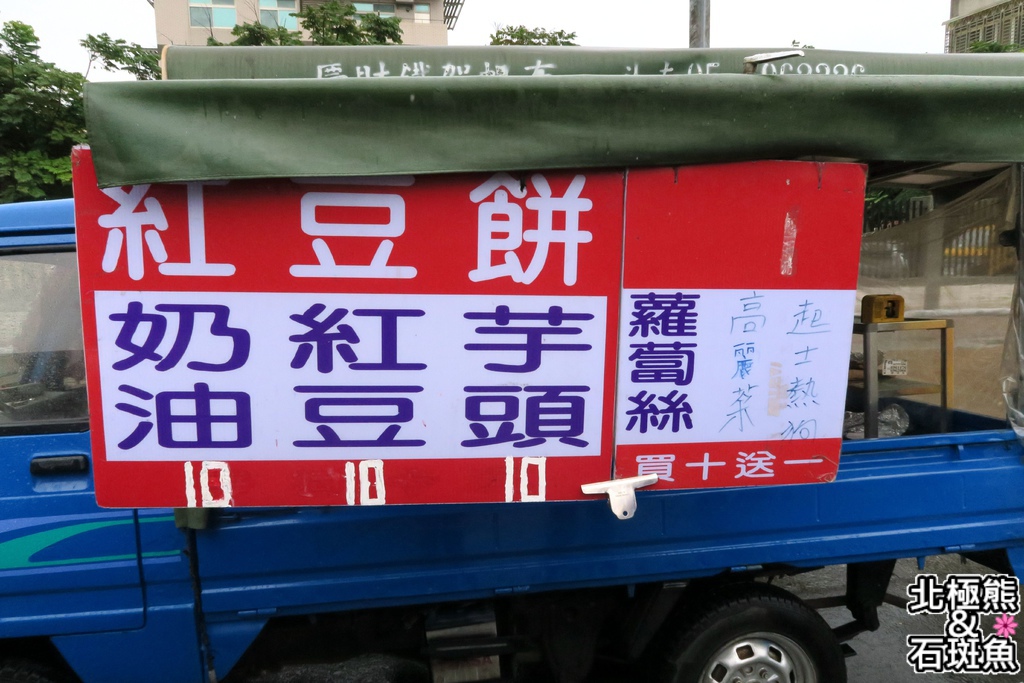 紅豆餅
奶油
紅豆
芋頭
10 10 10
蘿蔔絲
高麗菜
起士熱狗
買十送一
北極熊
&
石斑魚